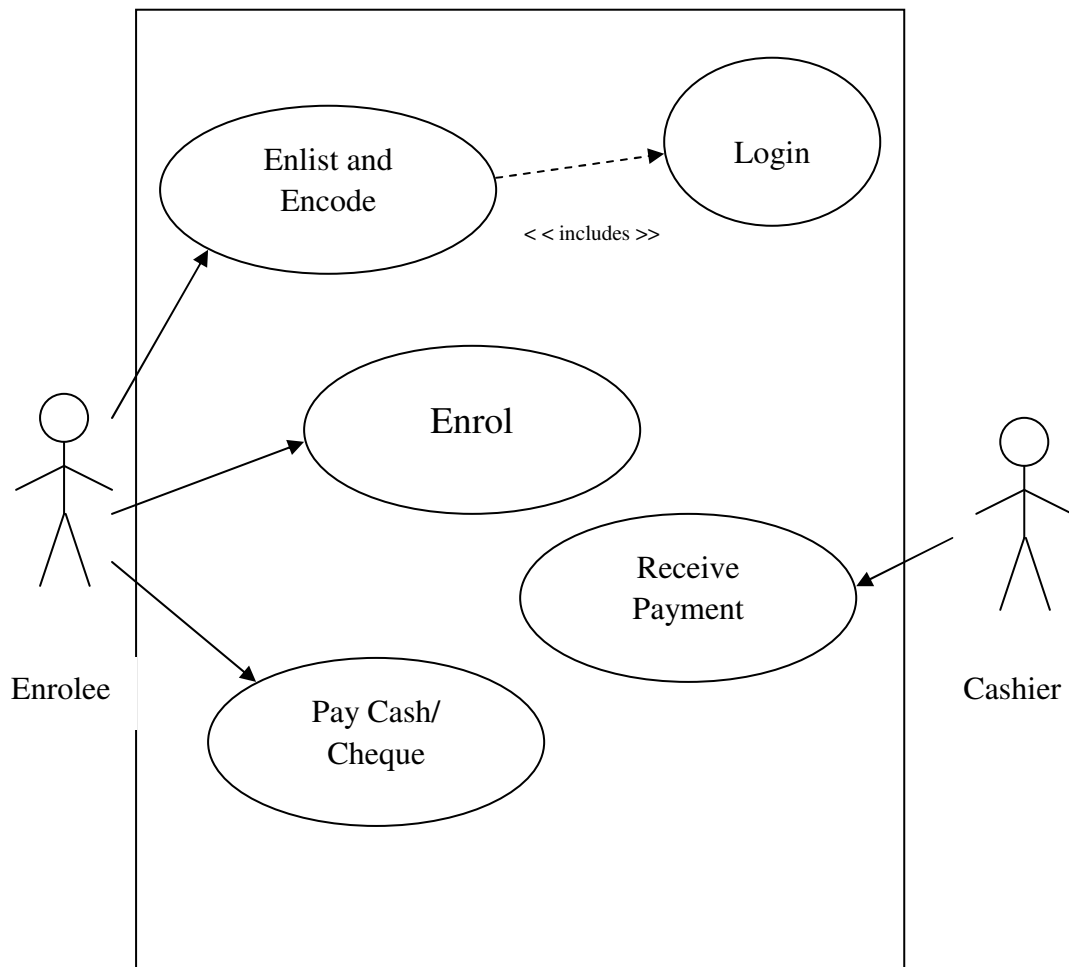 Enlist and
Encode
Login
< < includes >>
Enrol
Receive
Payment
Enrolee
Cashier
Pay Cash/
Cheque